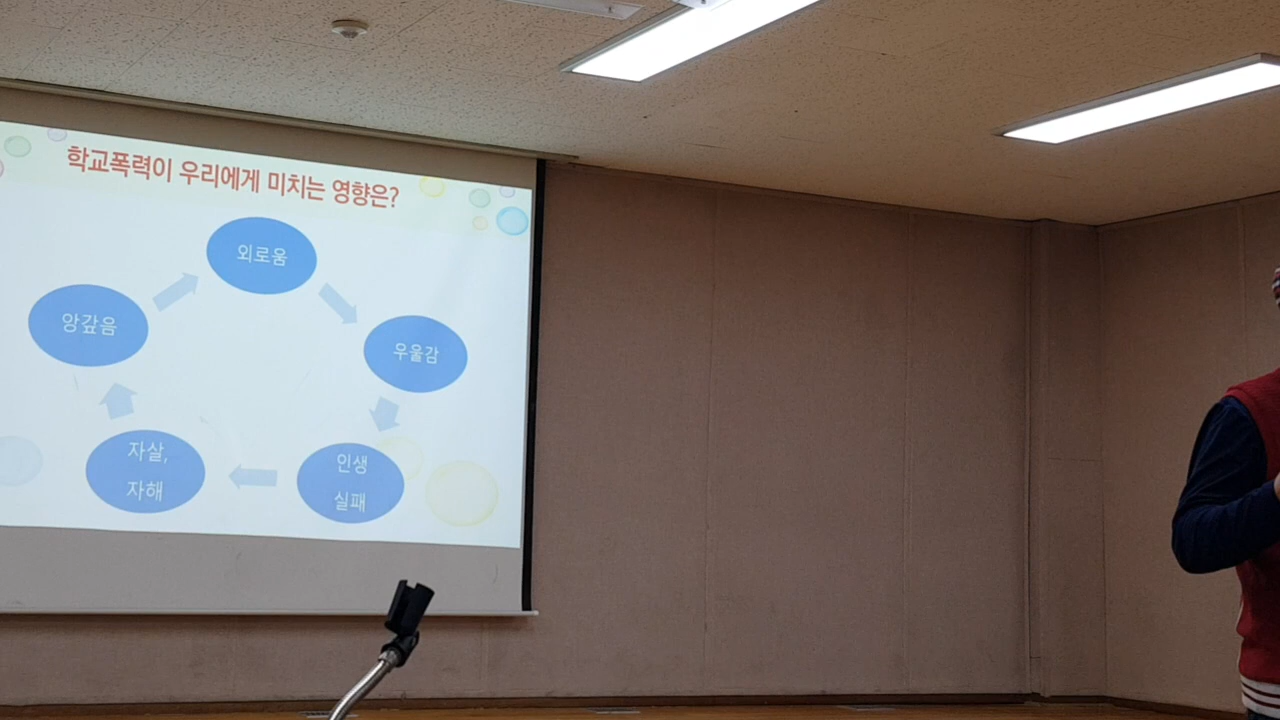 학교폭력이 우리에게 미치는 영향은?
외로움
우울감
인생
실패
자살,
자해
앙갚음